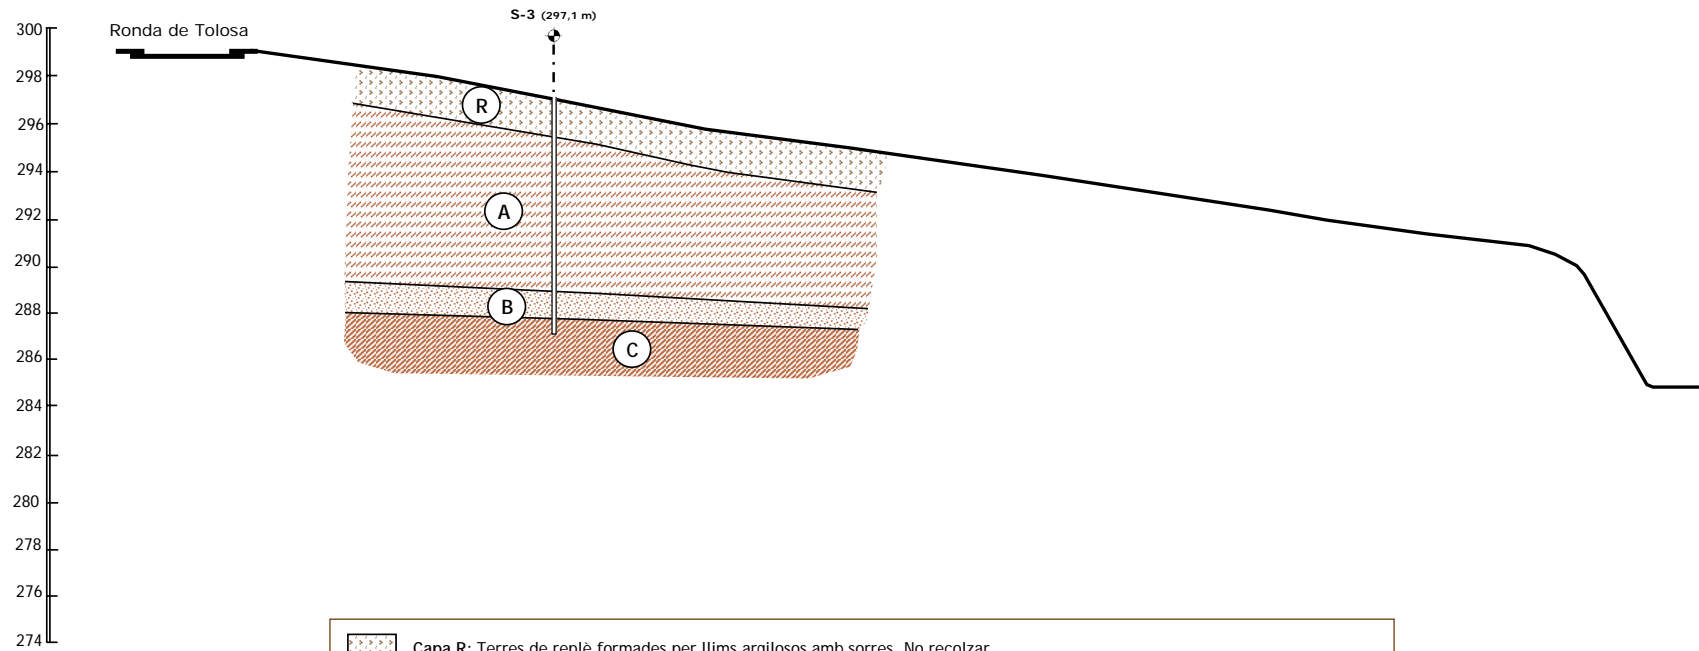 S-3 (297,1 m)
Ronda de Tolosa
300
298
296
294
292
290
288
286
284
282
280
278
276
274
R
A
B
C
Capa R: Terres de replè formades per llims argilosos amb sorres. No recolzar